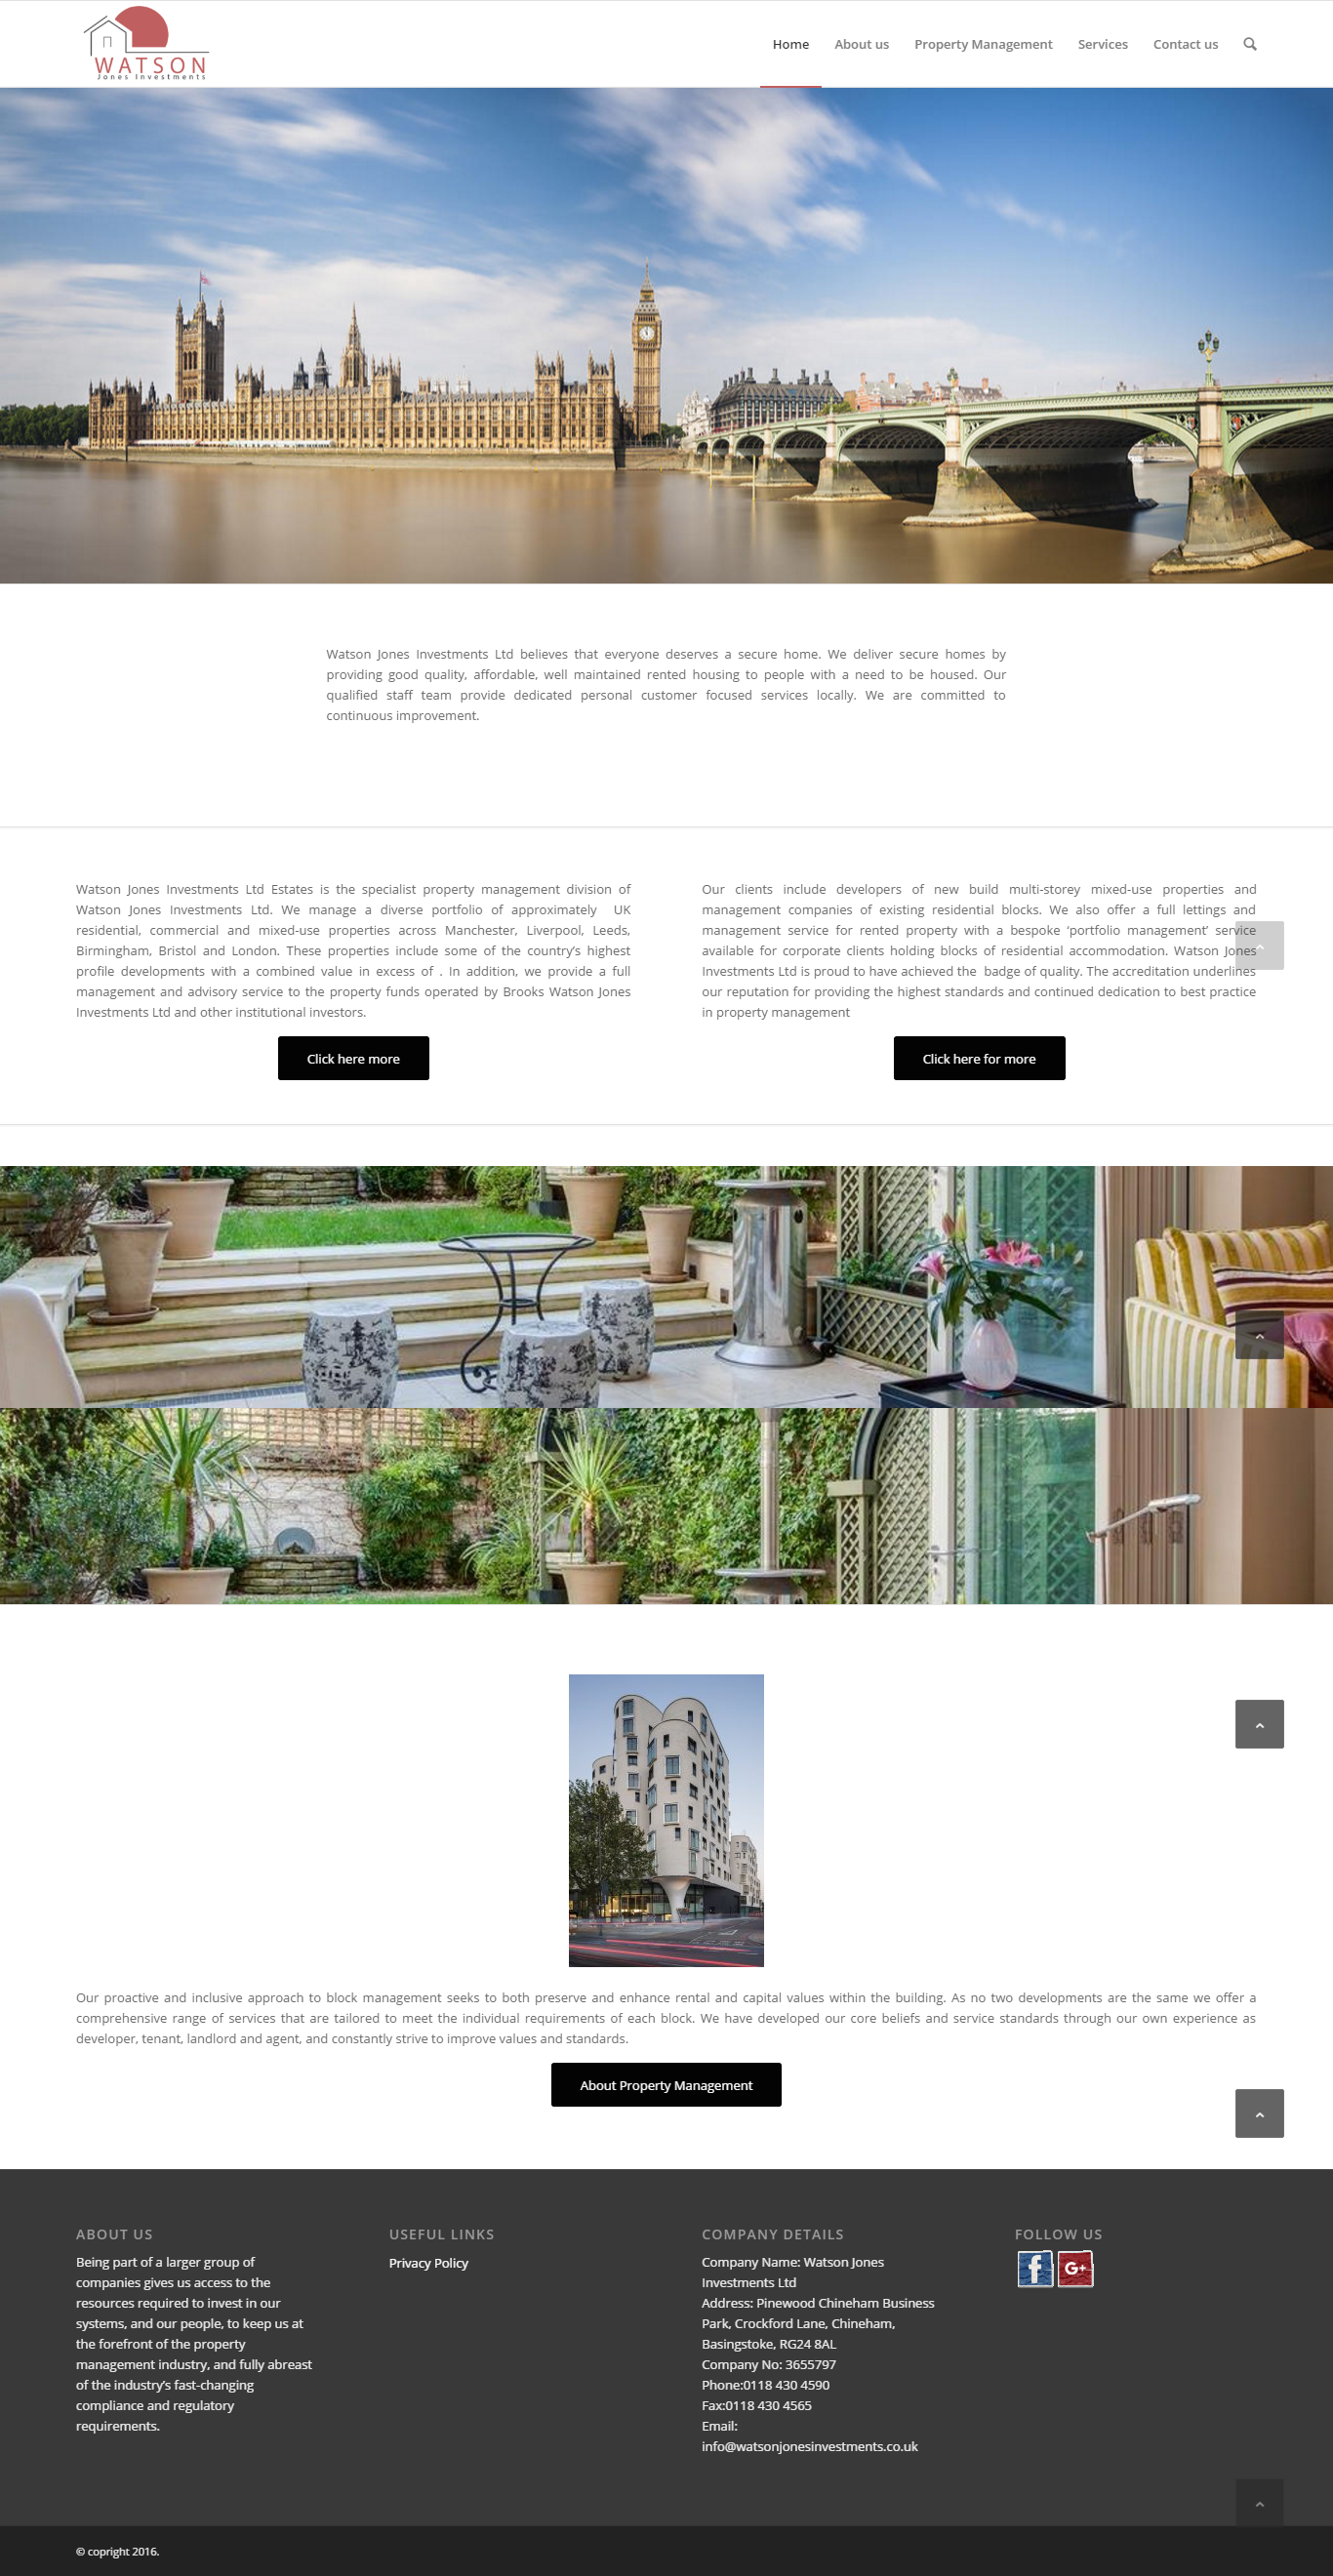 WATSON
Jones Investments
Home About us Property Management Services Contact us
Watson Jones Investments Ltd believes that everyone deserves a secure home. We deliver secure homes by
providing good quality, affordable, well maintained rented housing to people with a need to be housed. Our
qualified staff team provide dedicated personal customer focused services locally. We are committed to
continuous improvement.
Watson Jones Investments Ltd Estates is the specialist property management division of
Watson Jones Investments Ltd. We manage a diverse portfolio of approximately UK
residential, commercial and mixed-use properties across Manchester, Liverpool, Leeds,
Birmingham, Bristol and London. These properties include some of the country’s highest
profile developments with a combined value in excess of . In addition, we provide a full
management and advisory service to the property funds operated by Brooks Watson Jones
Investments Ltd and other institutional investors.
Click here more
Our clients include developers of new build multi-storey mixed-use properties and
management companies of existing residential blocks. We also offer a full lettings and
management service for rented property with a bespoke ‘portfolio management’ service
available for corporate clients holding blocks of residential accommodation. Watson Jones
Investments Ltd is proud to have achieved the badge of quality. The accreditation underlines
our reputation for providing the highest standards and continued dedication to best practice
in property management
Click here for more
Our proactive and inclusive approach to block management seeks to both preserve and enhance rental and capital values within the building. As no two developments are the same we offer a
comprehensive range of services that are tailored to meet the individual requirements of each block. We have developed our core beliefs and service standards through our own experience as
developer, tenant, landlord and agent, and constantly strive to improve values and standards.
About Property Management
ABOUT US
Being part of a larger group of
companies gives us access to the
resources required to invest in our
systems, and our people, to keep us at
the forefront of the property
management industry, and fully abreast
of the industry’s fast-changing
compliance and regulatory
requirements.
USEFUL LINKS
Privacy Policy
COMPANY DETAILS
Company Name: Watson Jones
Investments Ltd
Address: Pinewood Chineham Business
Park, Crockford Lane, Chineham,
Basingstoke, RG24 8AL
Company No: 3655797
Phone:0118 430 4590
Fax:0118 430 4565
Email:
info@watsonjonesinvestments.co.uk
FOLLOW US
f G+
© copright 2016.